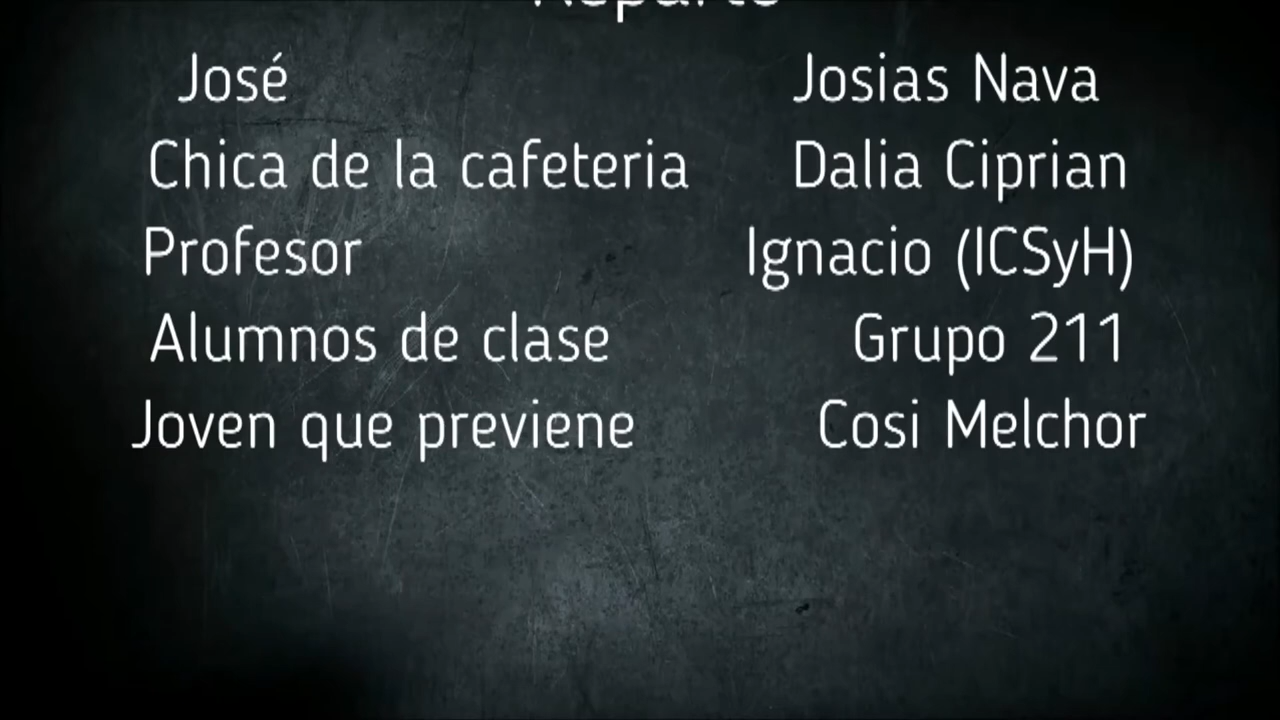 Reparto
José Josias Nava
Chica de la cafeteria Dalia Ciprian
Profesor Ignacio (ICSyH)
Alumnos de clase Grupo 211
Joven que previene Cosi Melchor